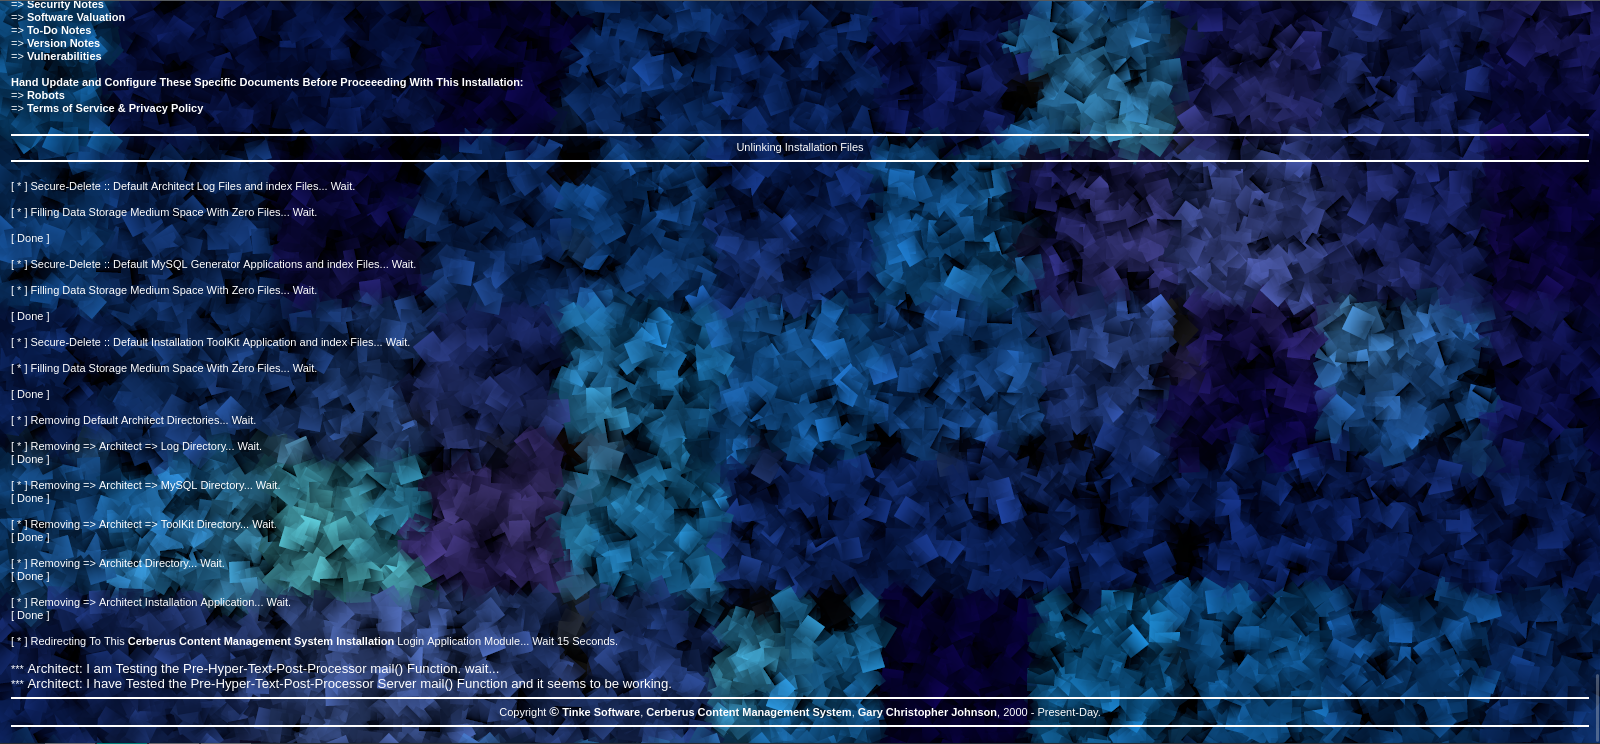 => Security Notes
=> Software Valuation
=> To-Do Notes
=> Version Notes
=> Vulnerabilities
Hand Update and Configure These Specific Documents Before Proceeeding With This Installation:
=> Robots
=> Terms of Service & Privacy Policy
Unlinking Installation Files
[ * ] Secure-Delete :: Default Architect Log Files and index Files... Wait.
[ * ] Filling Data Storage Medium Space With Zero Files... Wait.
[ Done ]
[ * ] Secure-Delete :: Default MySQL Generator Applications and index Files... Wait.
[ * ] Filling Data Storage Medium Space With Zero Files... Wait.
[ Done ]
[ * ] Secure-Delete :: Default Installation ToolKit Application and index Files... Wait.
[ * ] Filling Data Storage Medium Space With Zero Files... Wait.
[ Done ]
[ * ] Removing Default Architect Directories... Wait.
[ * ] Removing => Architect => Log Directory... Wait.
[ Done ]
[ * ] Removing => Architect => MySQL Directory... Wait.
[ Done ]
[ * ] Removing => Architect => ToolKit Directory... Wait.
[ Done ]
[ * ] Removing => Architect Directory... Wait.
[ Done ]
[ * ] Removing => Architect Installation Application... Wait.
[ Done ]
[ * ] Redirecting To This Cerberus Content Management System Installation Login Application Module... Wait 15 Seconds.
*** Architect: I am Testing the Pre-Hyper-Text-Post-Processor mail() Function. wait...
*** Architect: I have Tested the Pre-Hyper-Text-Post-Processor Server mail() Function and it seems to be working.
Copyright © Tinke Software, Cerberus Content Management System, Gary Christopher Johnson, 2000 - Present-Day.